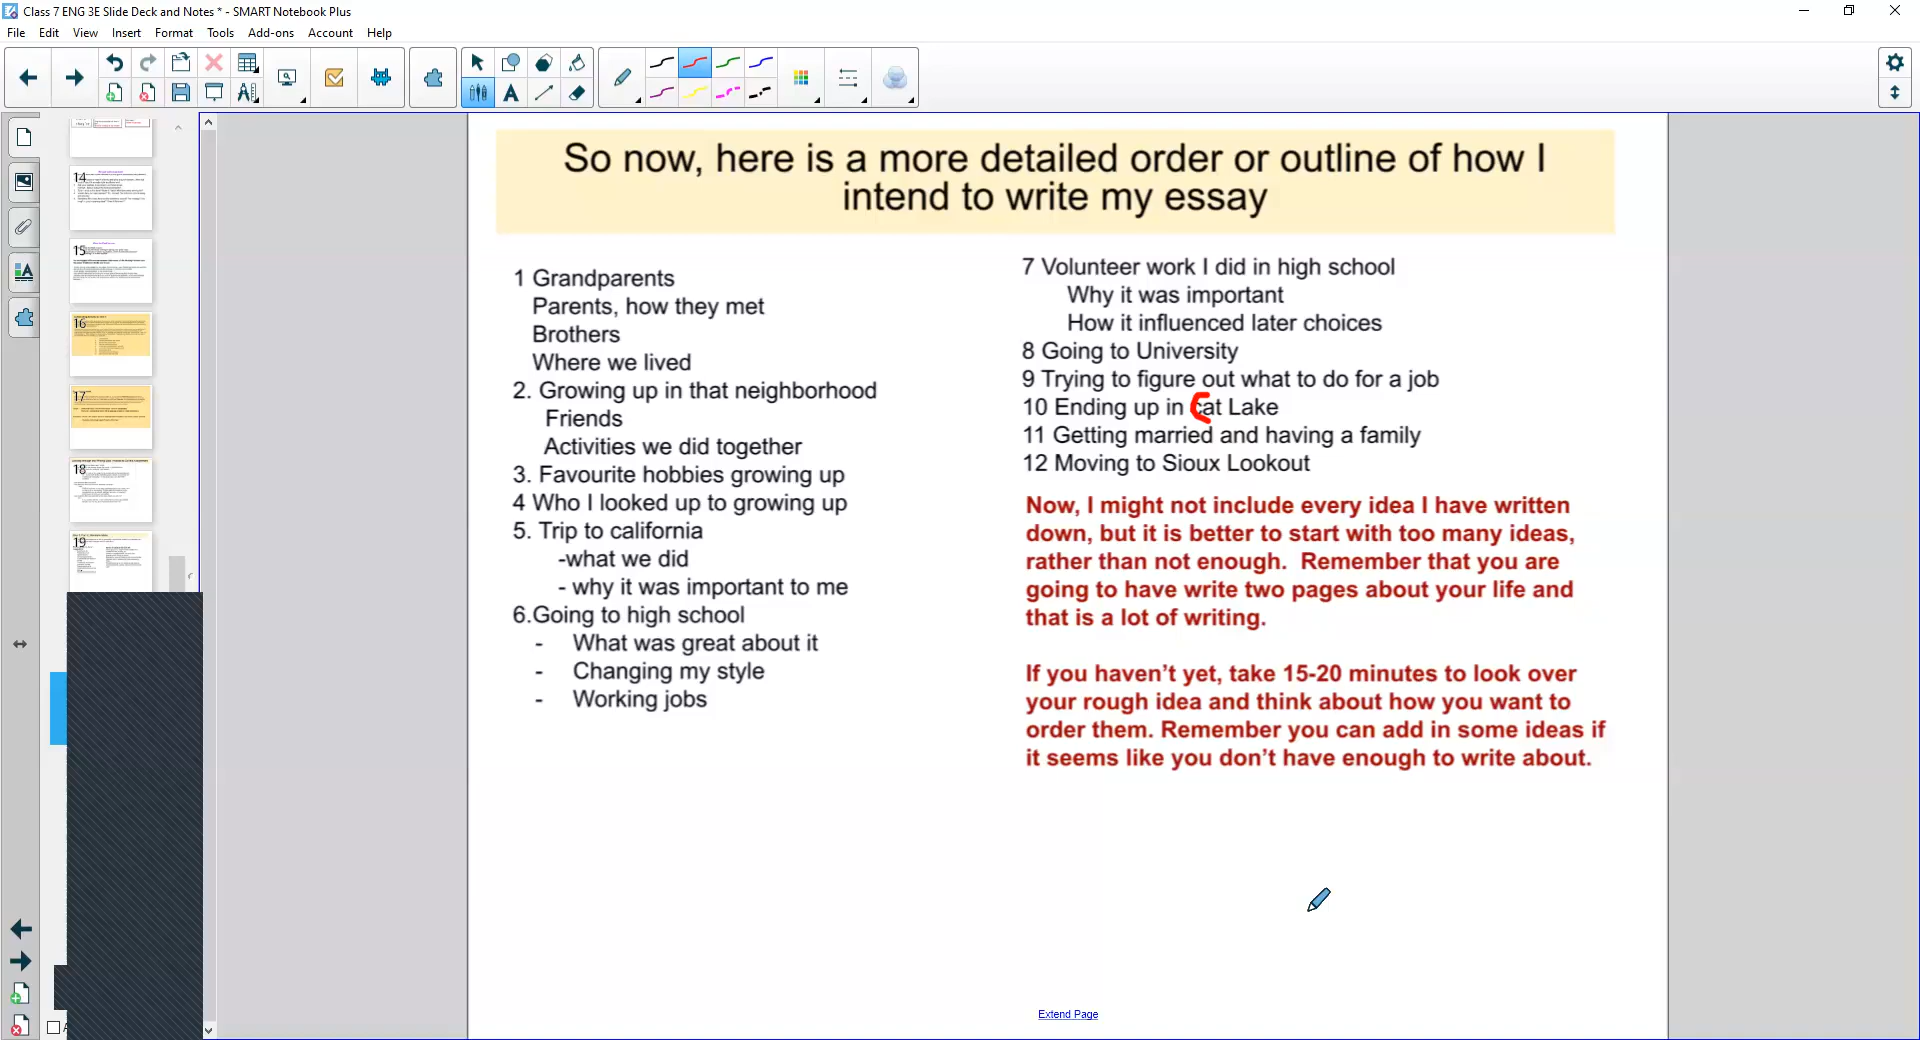 Class 7 ENG 3E Slide Deck and Notes * - SMART Notebook Plus
File Edit View Insert Format Tools Add-ons Account Help
14
15
16
17
18
19
So now, here is a more detailed order or outline of how I
intend to write my essay
1 Grandparents
Parents, how they met
Brothers
Where we lived
2. Growing up in that neighborhood
Friends
Activities we did together
3. Favourite hobbies growing up
4 Who I looked up to growing up
5. Trip to california
-what we did
- why it was important to me
6.Going to high school
- What was great about it
- Changing my style
- Working jobs
7 Volunteer work I did in high school
Why it was important
How it influenced later choices
8 Going to University
9 Trying to figure out what to do for a job
10 Ending up in Cat Lake
11 Getting married and having a family
12 Moving to Sioux Lookout
Now, I might not include every idea I have written
down, but it is better to start with too many ideas,
rather than not enough. Remember that you are
going to have write two pages about your life and
that is a lot of writing.
If you haven't yet, take 15-20 minutes to look over
your rough idea and think about how you want to
order them. Remember you can add in some ideas if
it seems like you don't have enough to write about.
Extend Page